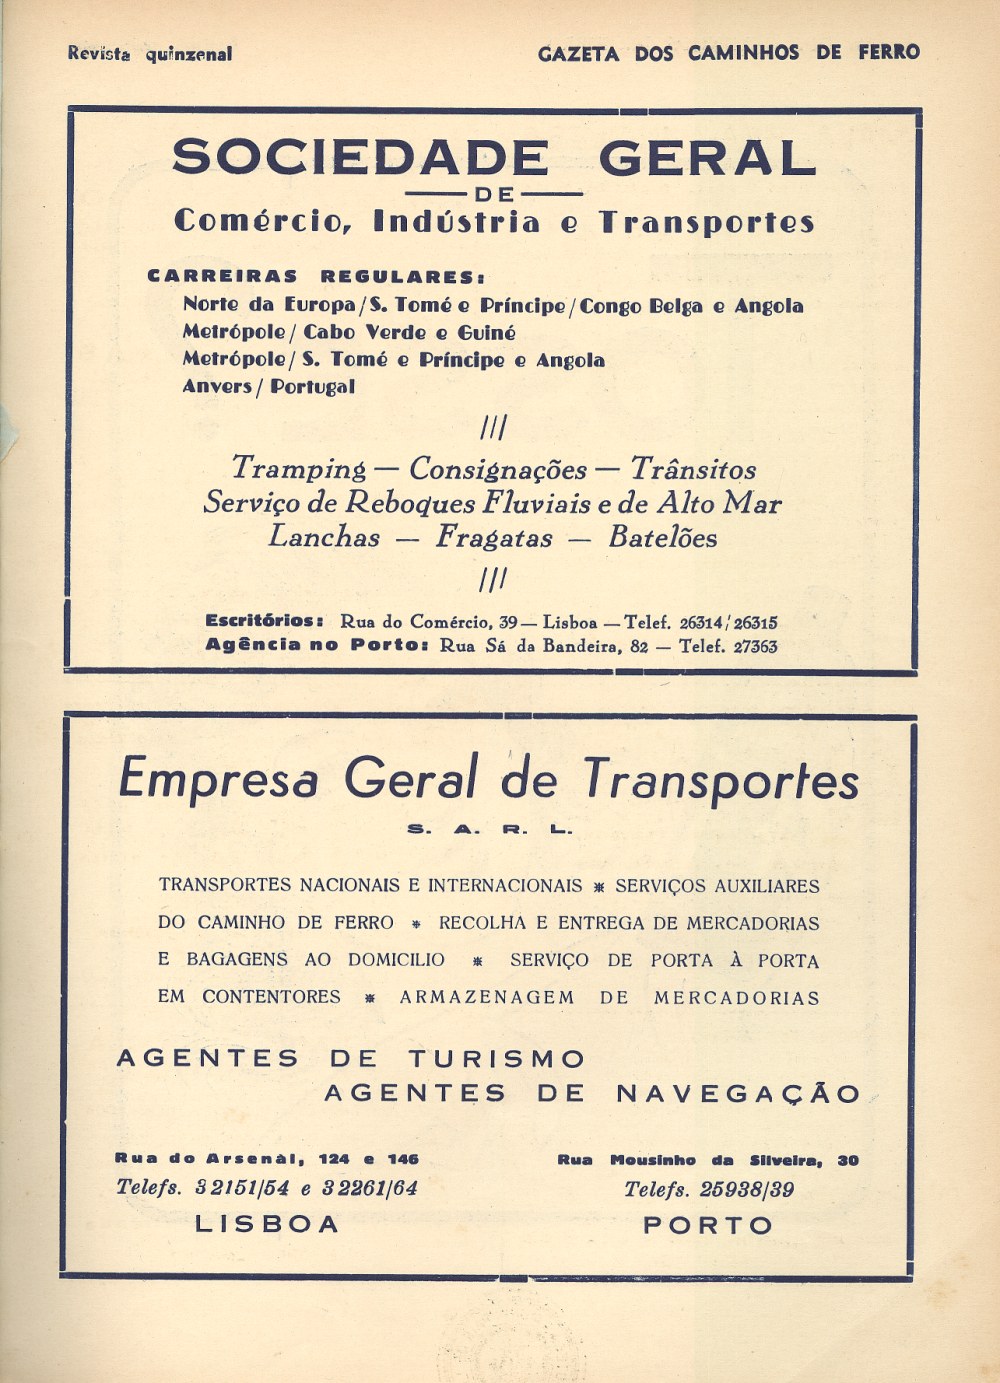 Revista quinzenal
GAZETA DOS CAMINHOS DE FERRO
SOCIEDADE GERAL
DE
Comércio, Indústria e Transportes
CARREIRAS REGULARES:
Norte da Europa/S. Tomé e Príncipe/Congo Belga e Angola
Metrópole/ Cabo Verde e Guiné
Metrópole/ S. Tomé e Príncipe e Angola
Anvers/ Portugal
///
Tramping — Consignações — Trânsitos
Serviço de Reboques Fluviais e de Alto Mar
Lanchas — Fragatas — Batelões
///
Escritórios: Rua do Comércio, 39 — Lisboa — Telef. 26314/26315
Agência no Porto: Rua Sá da Bandeira, 82 — Telef. 27363
Empresa Geral de Transportes
S. A. R. L.
TRANSPORTES NACIONAIS E INTERNACIONAIS * SERVIÇOS AUXILIARES
DO CAMINHO DE FERRO * RECOLHA E ENTREGA DE MERCADORIAS
E BAGAGENS AO DOMICILIO * SERVIÇO DE PORTA À PORTA
EM CONTENTORES * ARMAZENAGEM DE MERCADORIAS
AGENTES DE TURISMO
AGENTES DE NAVEGAÇÃO
Rua do Arsenàl, 124 e 146
Telefs. 32151/54 e 32261/64
LISBOA
Rua Mousinho da Silveira, 30
Telefs. 25938/39
PORTO